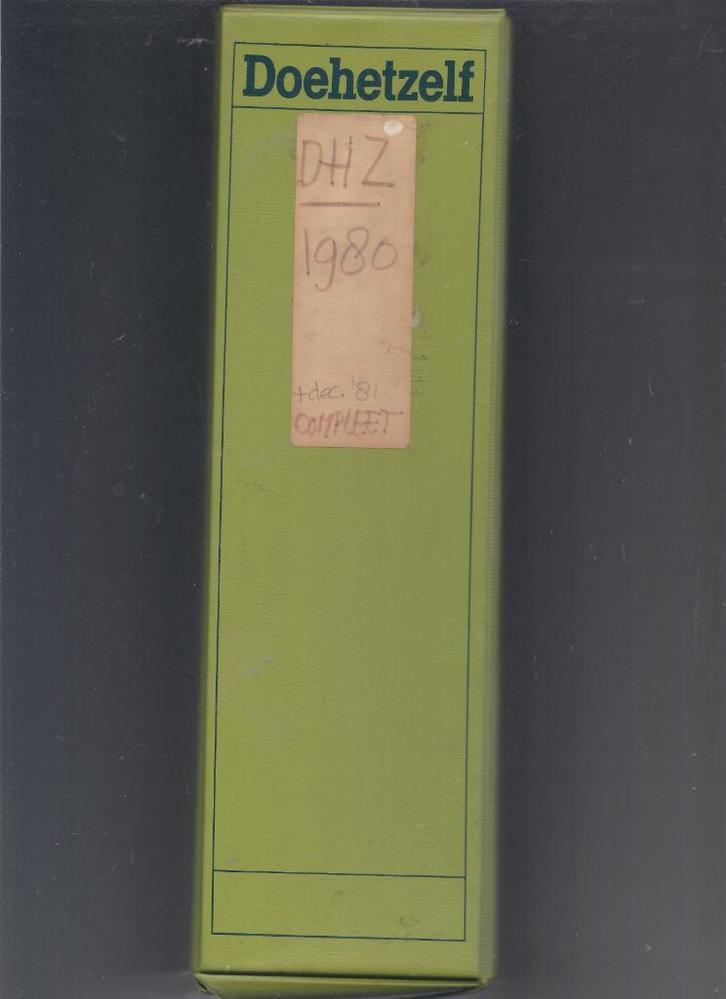 Doehetzelf
DHZ
1980
+dec. '81
COMPLEET